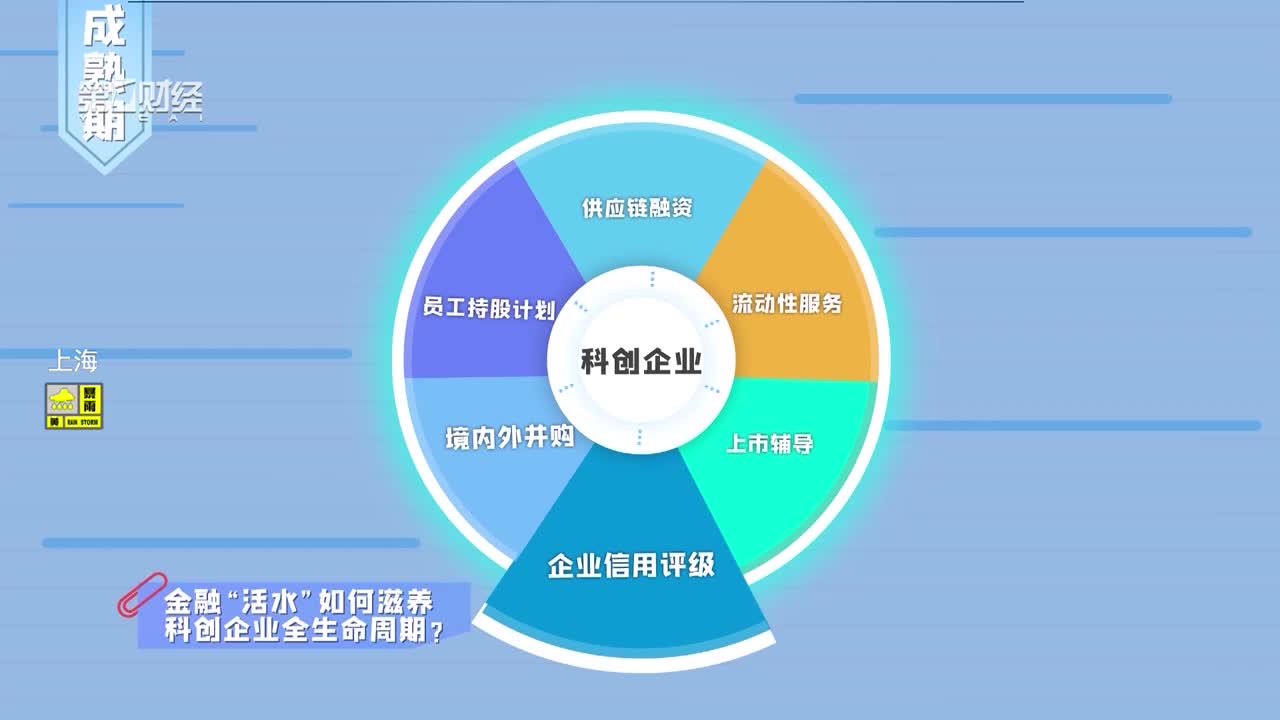 成熟期
第一财经
供应链融资
员工持股计划
流动性服务
科创企业
上海
暴雨
黄 RAIN STORM
境内外并购
上市辅导
企业信用评级
金融“活水”如何滋养
科创企业全生命周期？